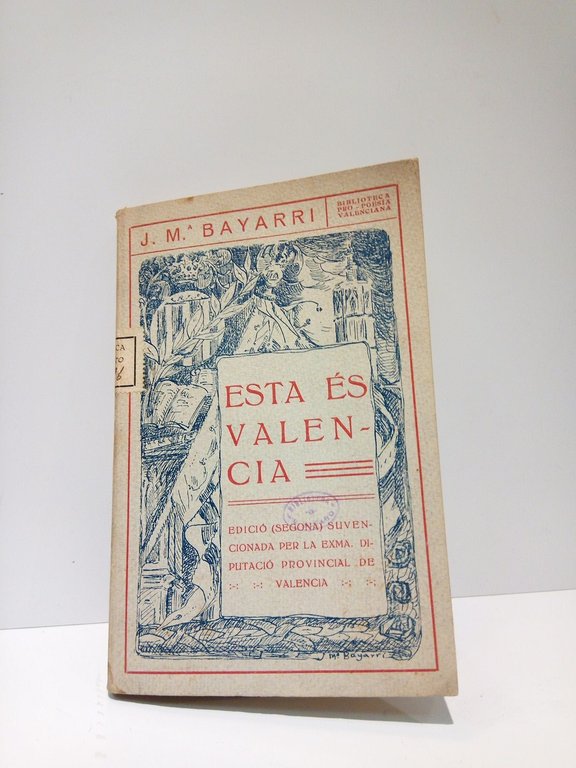 J. M.ª BAYARRI
BIBLIOTECA
PRO-POESIA
VALENCIANA
ESTA ÉS
VALEN-
CIA
EDICIÓ (SEGONA) SUVEN-
CIONADA PER LA EXMA. DI-
PUTACIÓ PROVINCIAL DE
:-: :-: VALENCIA :-: :-:
J Mª Bayarri